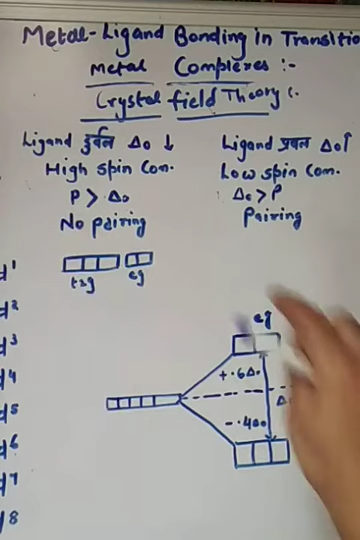 Metal-Ligand Bonding in Transitio
Metal Complexes :-
Crystal field Theory :.
Ligand दुर्बल Δo ↓
High spin Com.
P > Δo
No pairing
Ligand प्रबल Δo↑
Low spin Com.
Δo > P
Pairing
t2g eg
d1
d2
d3
d4
d5
d6
d7
d8
eg
+.6Δo
Δ
-.4Δo